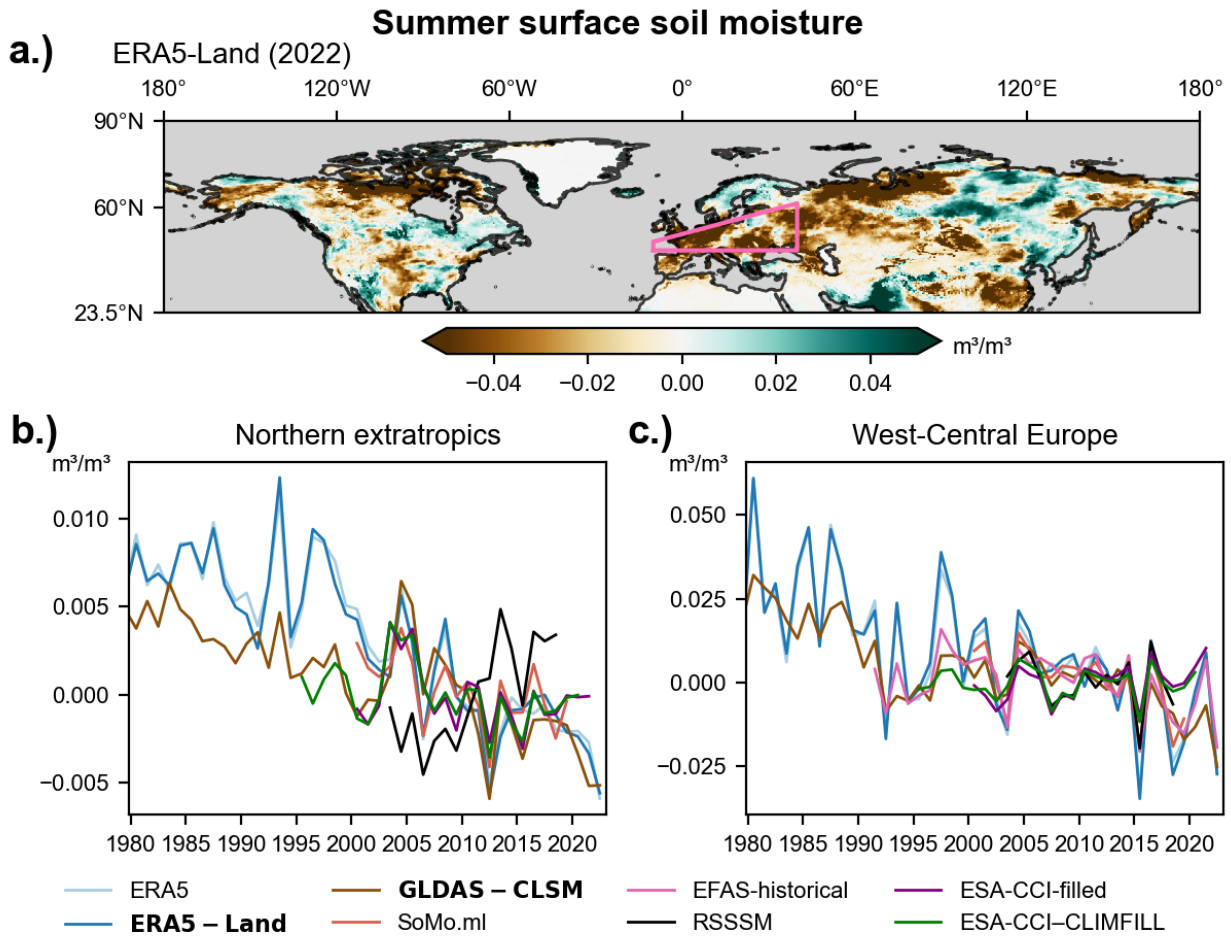 Summer surface soil moisture
a.)
ERA5-Land (2022)
180° 120°W 60°W 0° 60°E 120°E 180°
90°N
60°N
23.5°N
m³/m³
−0.04 −0.02 0.00 0.02 0.04
b.) Northern extratropics
m³/m³
0.010
0.005
0.000
−0.005
1980 1985 1990 1995 2000 2005 2010 2015 2020
c.) West-Central Europe
m³/m³
0.050
0.025
0.000
−0.025
1980 1985 1990 1995 2000 2005 2010 2015 2020
ERA5 GLDAS – CLSM EFAS-historical ESA-CCI-filled
ERA5 – Land SoMo.ml RSSSM ESA-CCI–CLIMFILL